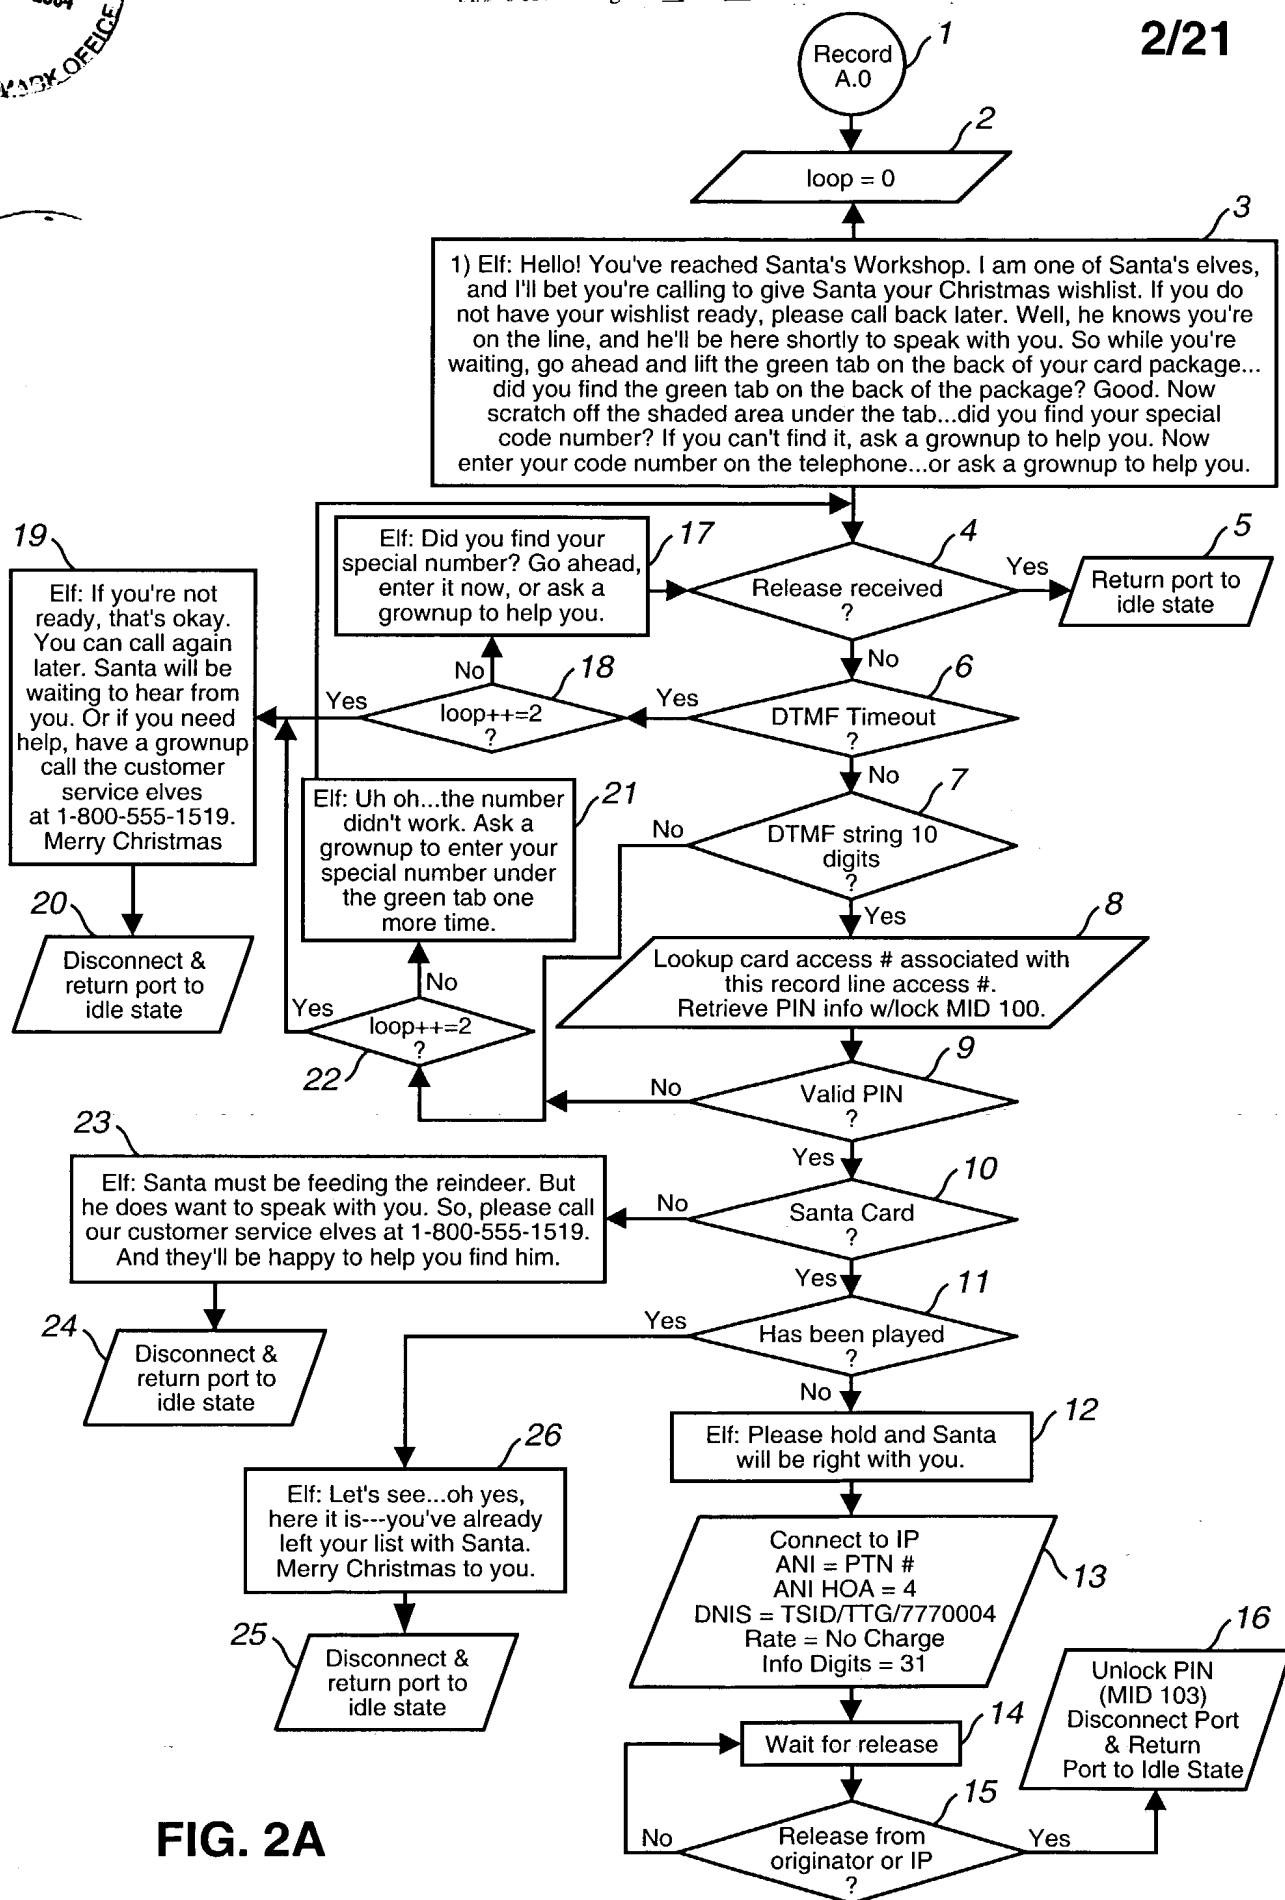 2/21
1
Record
A.0
2
loop = 0
3
1) Elf: Hello! You've reached Santa's Workshop. I am one of Santa's elves,
and I'll bet you're calling to give Santa your Christmas wishlist. If you do
not have your wishlist ready, please call back later. Well, he knows you're
on the line, and he'll be here shortly to speak with you. So while you're
waiting, go ahead and lift the green tab on the back of your card package...
did you find the green tab on the back of the package? Good. Now
scratch off the shaded area under the tab...did you find your special
code number? If you can't find it, ask a grownup to help you. Now
enter your code number on the telephone...or ask a grownup to help you.
4
Release received
?
Yes
No
5
Return port to
idle state
17
Elf: Did you find your
special number? Go ahead,
enter it now, or ask a
grownup to help you.
6
DTMF Timeout
?
Yes
No
18
loop++=2
?
No
Yes
19
Elf: If you're not
ready, that's okay.
You can call again
later. Santa will be
waiting to hear from
you. Or if you need
help, have a grownup
call the customer
service elves
at 1-800-555-1519.
Merry Christmas
20
Disconnect &
return port to
idle state
7
DTMF string 10
digits
?
No
Yes
21
Elf: Uh oh...the number
didn't work. Ask a
grownup to enter your
special number under
the green tab one
more time.
No
Yes
loop++=2
?
22
8
Lookup card access # associated with
this record line access #.
Retrieve PIN info w/lock MID 100.
9
Valid PIN
?
No
Yes
10
Santa Card
?
No
Yes
23
Elf: Santa must be feeding the reindeer. But
he does want to speak with you. So, please call
our customer service elves at 1-800-555-1519.
And they'll be happy to help you find him.
24
Disconnect &
return port to
idle state
11
Has been played
?
Yes
No
26
Elf: Let's see...oh yes,
here it is---you've already
left your list with Santa.
Merry Christmas to you.
25
Disconnect &
return port to
idle state
12
Elf: Please hold and Santa
will be right with you.
13
Connect to IP
ANI = PTN #
ANI HOA = 4
DNIS = TSID/TTG/7770004
Rate = No Charge
Info Digits = 31
14
Wait for release
15
Release from
originator or IP
?
No
Yes
16
Unlock PIN
(MID 103)
Disconnect Port
& Return
Port to Idle State
FIG. 2A